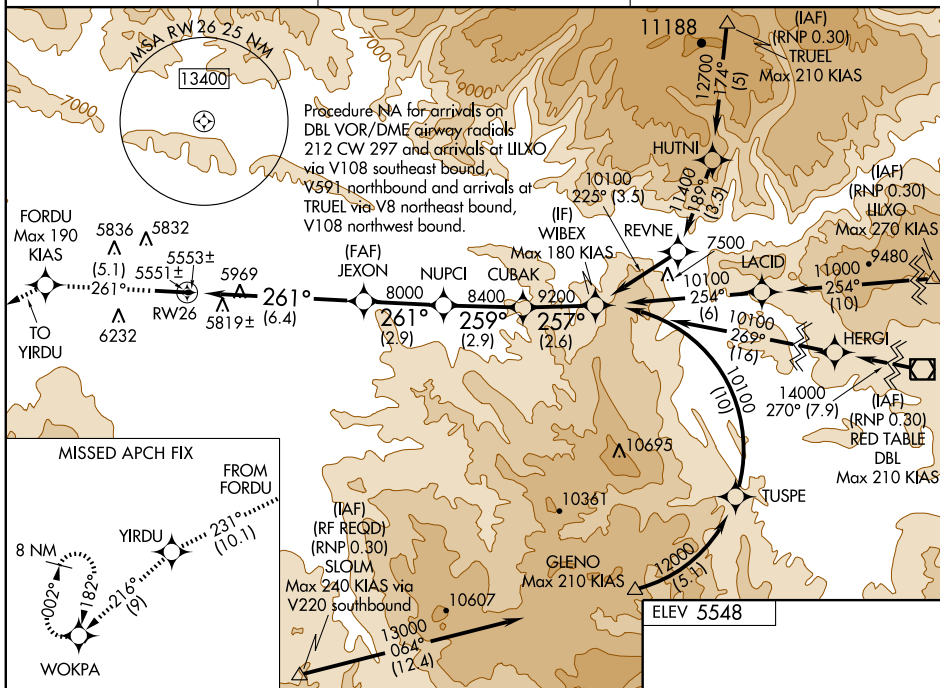 MSA RW26 25 NM
13400
7000
7000
9000
11188
(IAF)
(RNP 0.30)
TRUEL
Max 210 KIAS
12700
174°
(5)
Procedure NA for arrivals on
DBL VOR/DME airway radials
212 CW 297 and arrivals at LILXO
via V108 southeast bound,
V591 northbound and arrivals at
TRUEL via V8 northeast bound,
V108 northwest bound.
HUTNI
11400
189°
(3.5)
10100
225° (3.5)
(IAF)
(RNP 0.30)
LILXO
Max 270 KIAS
9480
FORDU
Max 190
KIAS
5836
5832
(5.1)
261°
5551±
5553±
5969
RW26
5819±
6232
TO
YIRDU
261°
(6.4)
(FAF)
JEXON
8000
261°
(2.9)
NUPCI
8400
259°
(2.9)
CUBAK
9200
257°
(2.6)
(IF)
WIBEX
Max 180 KIAS
REVNE
7500
10100
254°
(6)
LACID
11000
254°
(10)
10100
269°
(16)
HERGI
14000
270° (7.9)
(IAF)
(RNP 0.30)
RED TABLE
DBL
Max 210 KIAS
10100
(10)
TUSPE
10695
10361
GLENO
Max 210 KIAS
12000
(5.1)
(IAF)
(RF REQD)
(RNP 0.30)
SLOLM
Max 240 KIAS via
V220 southbound
10607
13000
064°
(12.4)
ELEV 5548
MISSED APCH FIX
FROM
FORDU
231°
(10.1)
YIRDU
216°
(9)
8 NM
002°
182°
WOKPA